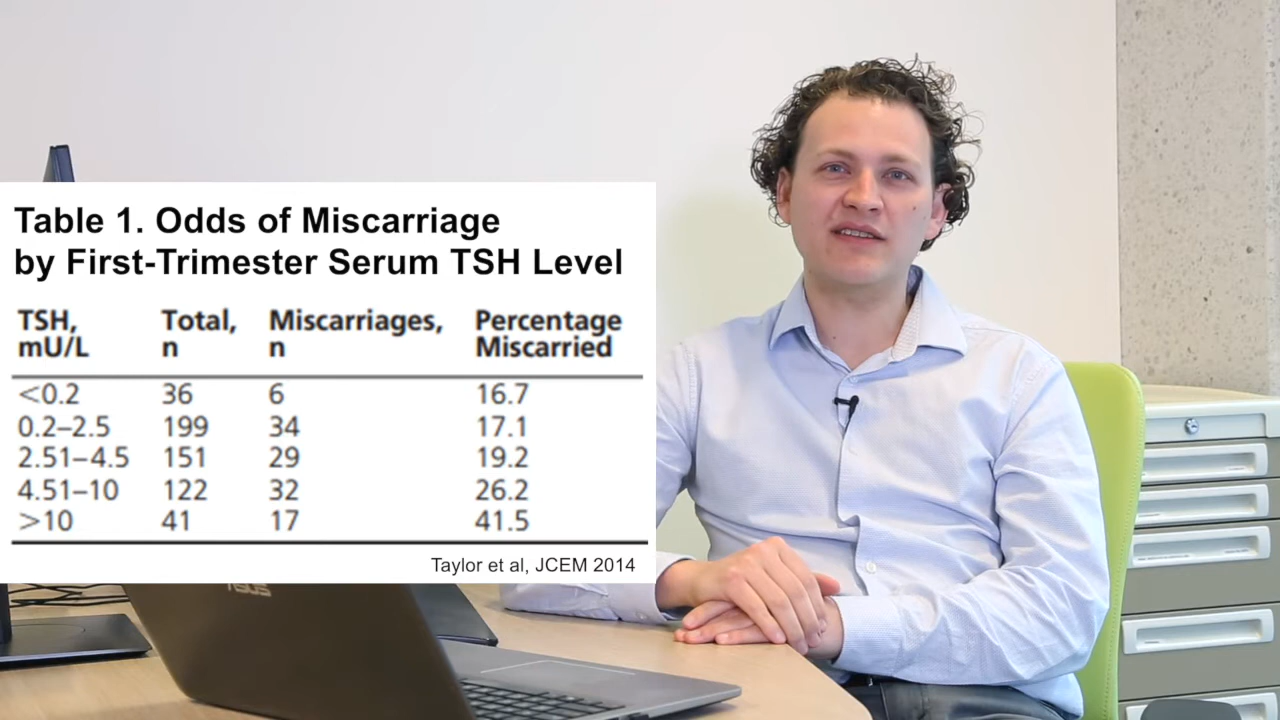 Table 1. Odds of Miscarriage
by First-Trimester Serum TSH Level
TSH, mU/L Total, n Miscarriages, n Percentage Miscarried
<0.2 36 6 16.7
0.2–2.5 199 34 17.1
2.51–4.5 151 29 19.2
4.51–10 122 32 26.2
>10 41 17 41.5
Taylor et al, JCEM 2014
ASUS